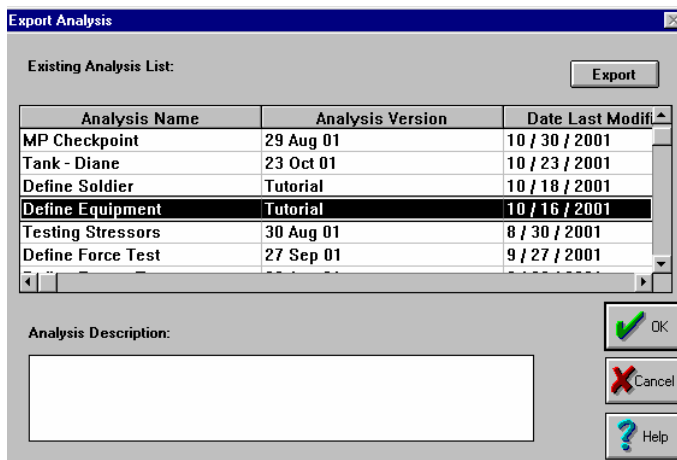 Export Analysis
Existing Analysis List:
Export
Analysis Name Analysis Version Date Last Modifi
MP Checkpoint 29 Aug 01 10 / 30 / 2001
Tank - Diane 23 Oct 01 10 / 23 / 2001
Define Soldier Tutorial 10 / 18 / 2001
Define Equipment Tutorial 10 / 16 / 2001
Testing Stressors 30 Aug 01 8 / 30 / 2001
Define Force Test 27 Sep 01 9 / 27 / 2001
OK
Analysis Description:
Cancel
Help